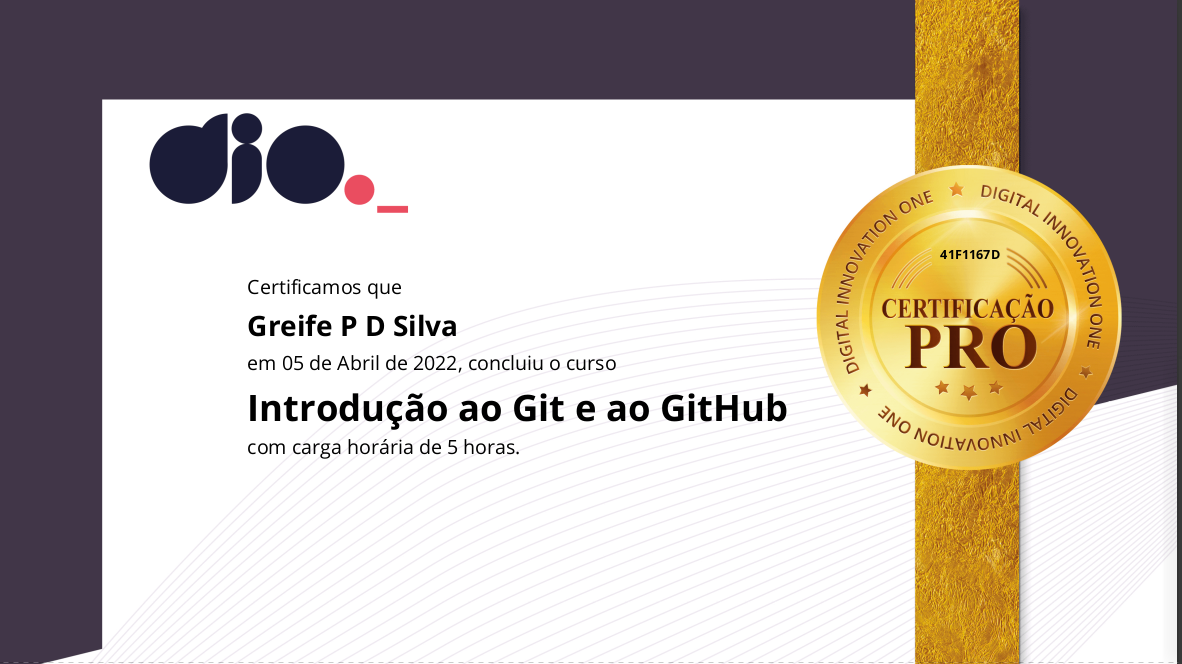 dio._
Certificamos que
Greife P D Silva
em 05 de Abril de 2022, concluiu o curso
Introdução ao Git e ao GitHub
com carga horária de 5 horas.
DIGITAL INNOVATION ONE
DIGITAL INNOVATION ONE
DIGITAL INNOVATION ONE
41F1167D
CERTIFICAÇÃO
PRO